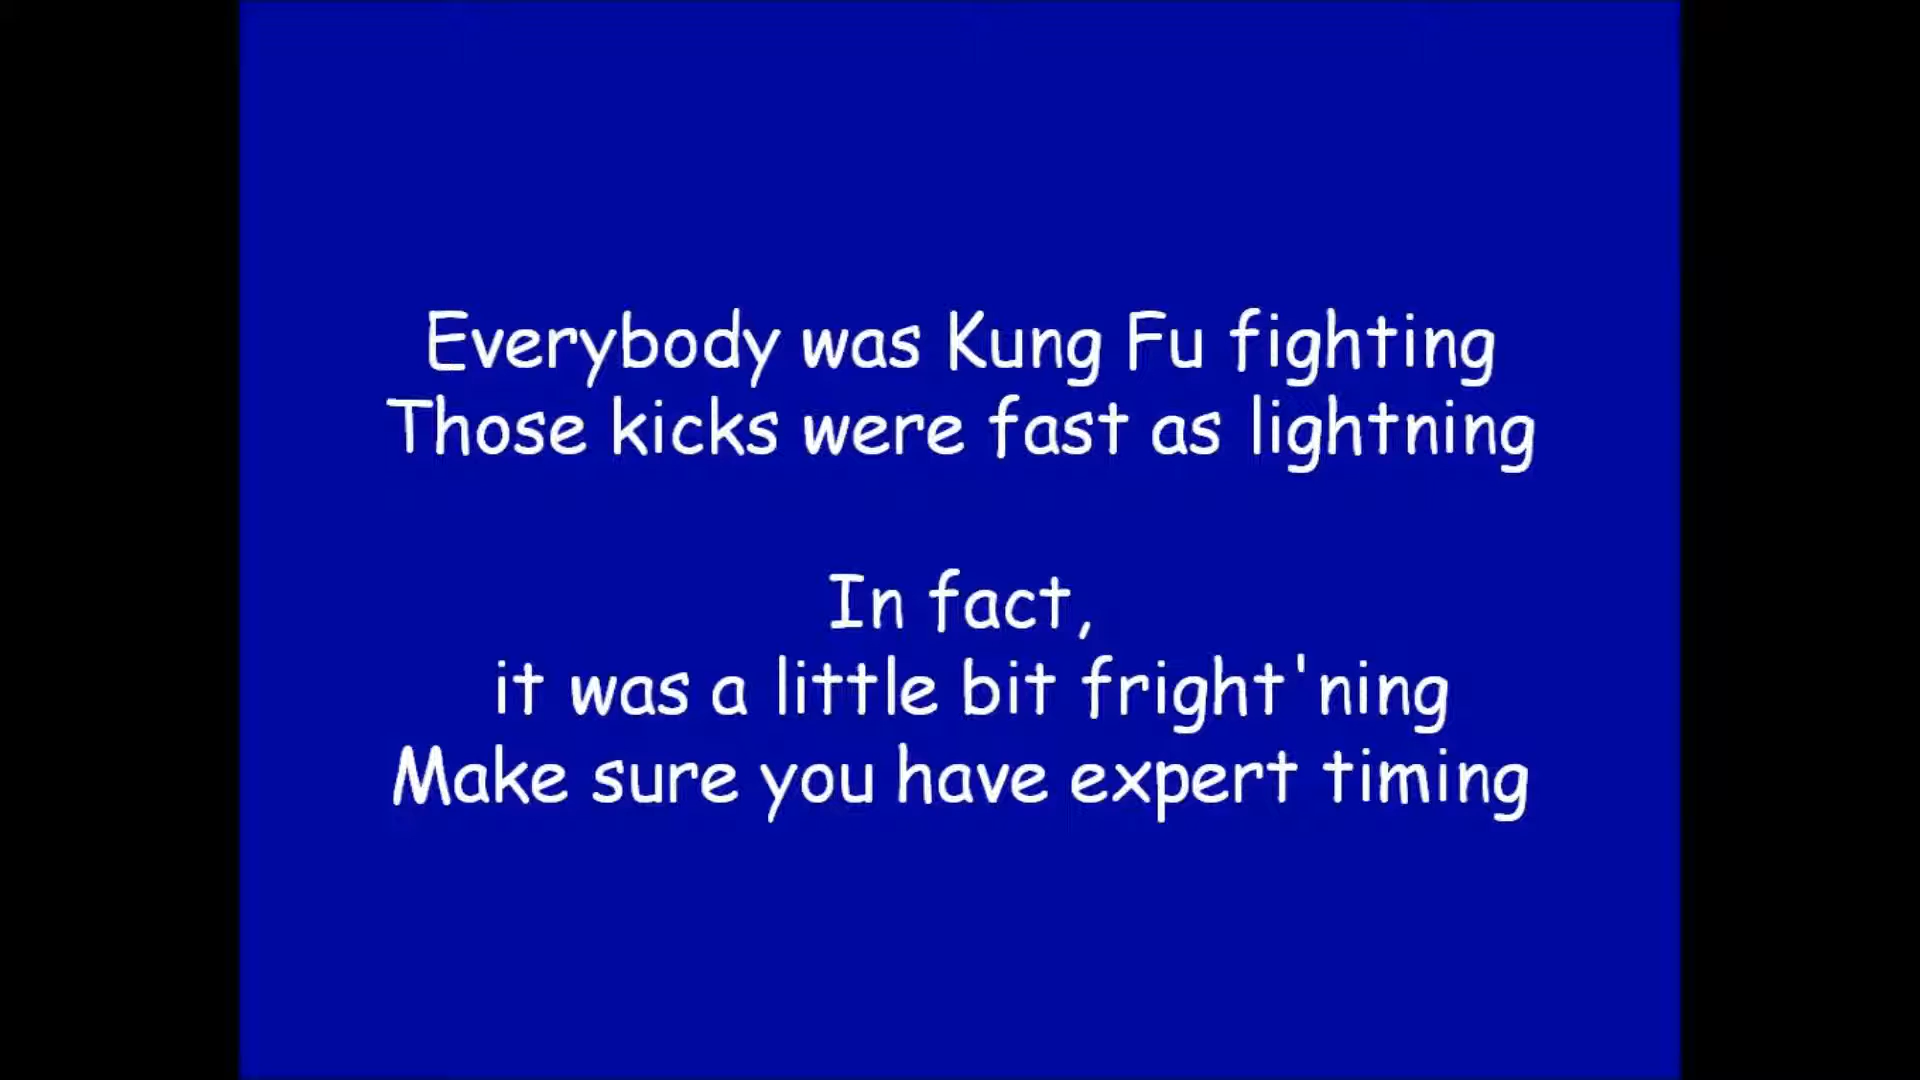 Everybody was Kung Fu fighting
Those kicks were fast as lightning
In fact,
it was a little bit fright'ning
Make sure you have expert timing